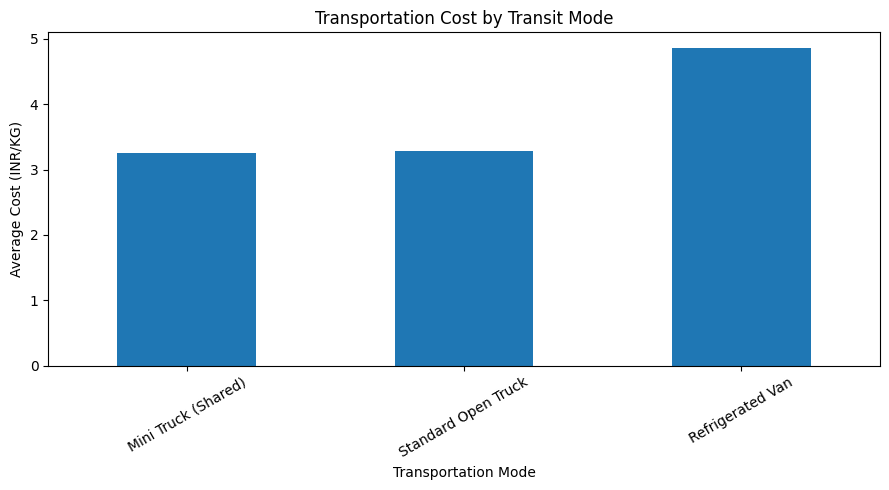 Transportation Cost by Transit Mode
Average Cost (INR/KG)
5
4
3
2
1
0
Mini Truck (Shared)
Standard Open Truck
Refrigerated Van
Transportation Mode